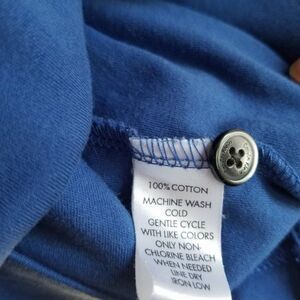 100% COTTON
MACHINE WASH
COLD
GENTLE CYCLE
WITH LIKE COLORS
ONLY NON-
CHLORINE BLEACH
WHEN NEEDED
LINE DRY
IRON LOW